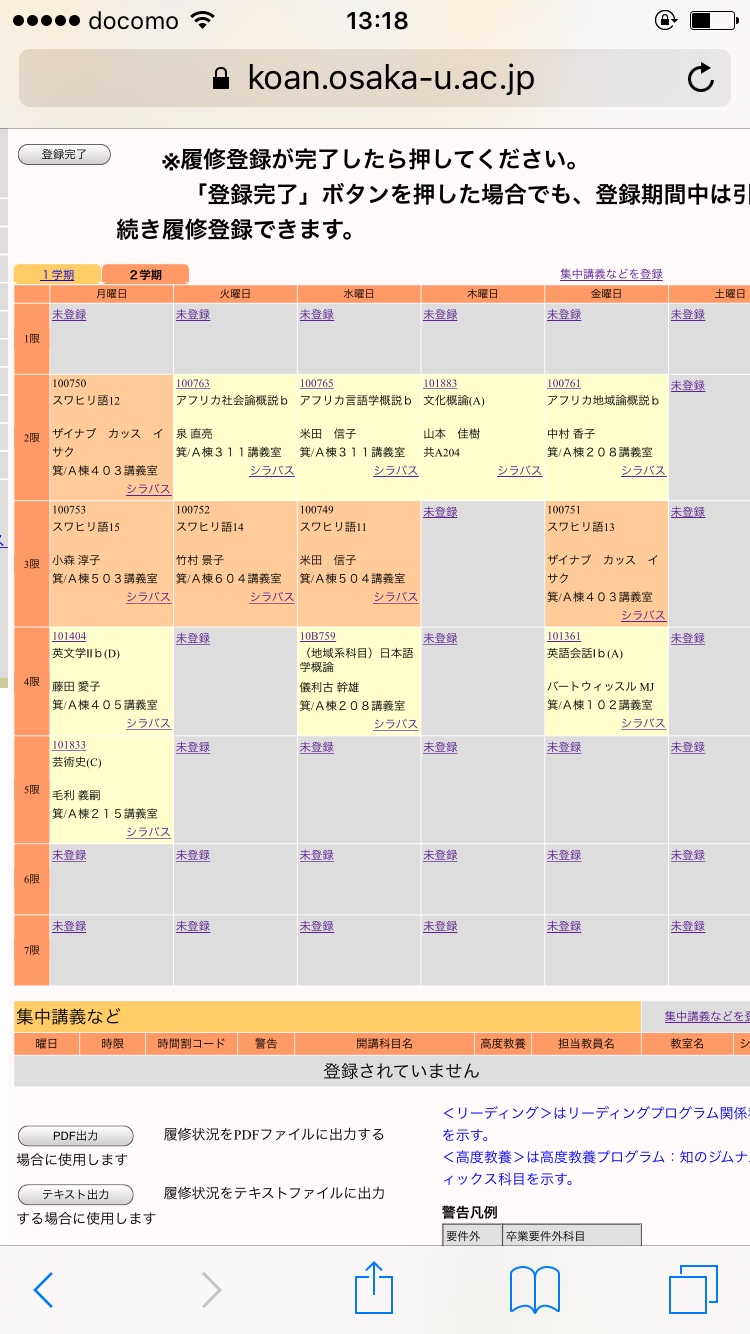 docomo 13:18
koan.osaka-u.ac.jp
登録完了 ※履修登録が完了したら押してください。
「登録完了」ボタンを押した場合でも、登録期間中は引
続き履修登録できます。
1学期 2学期 集中講義などを登録
月曜日 火曜日 水曜日 木曜日 金曜日 土曜日
1限 未登録 未登録 未登録 未登録 未登録 未登録
2限
100750
スワヒリ語12
ザイナブ カッス イ
サク
箕/A棟403講義室
シラバス
100763
アフリカ社会論概説b
泉 直亮
箕/A棟311講義室
シラバス
100765
アフリカ言語学概説b
米田 信子
箕/A棟311講義室
シラバス
101883
文化概論(A)
山本 佳樹
共A204
シラバス
100761
アフリカ地域論概説b
中村 香子
箕/A棟208講義室
シラバス
未登録
3限
100753
スワヒリ語15
小森 淳子
箕/A棟503講義室
シラバス
100752
スワヒリ語14
竹村 景子
箕/A棟604講義室
シラバス
100749
スワヒリ語11
米田 信子
箕/A棟504講義室
シラバス
未登録
100751
スワヒリ語13
ザイナブ カッス イ
サク
箕/A棟403講義室
シラバス
未登録
4限
101404
英文学IIb(D)
藤田 愛子
箕/A棟405講義室
シラバス
未登録
10B759
(地域系科目)日本語
学概論
儀利古 幹雄
箕/A棟208講義室
シラバス
未登録
101361
英語会話Ib(A)
バートウィッスル MJ
箕/A棟102講義室
シラバス
未登録
5限
101833
芸術史(C)
毛利 義嗣
箕/A棟215講義室
シラバス
未登録 未登録 未登録 未登録 未登録
6限 未登録 未登録 未登録 未登録 未登録 未登録
7限 未登録 未登録 未登録 未登録 未登録 未登録
集中講義など 集中講義などを登
曜日 時限 時間割コード 警告 開講科目名 高度教養 担当教員名 教室名 シ
登録されていません
PDF出力 履修状況をPDFファイルに出力する
場合に使用します
テキスト出力 履修状況をテキストファイルに出力
する場合に使用します
<リーディング>はリーディングプログラム関係
を示す。
<高度教養>は高度教養プログラム:知のジムナ
ィックス科目を示す。
警告凡例
要件外 卒業要件外科目